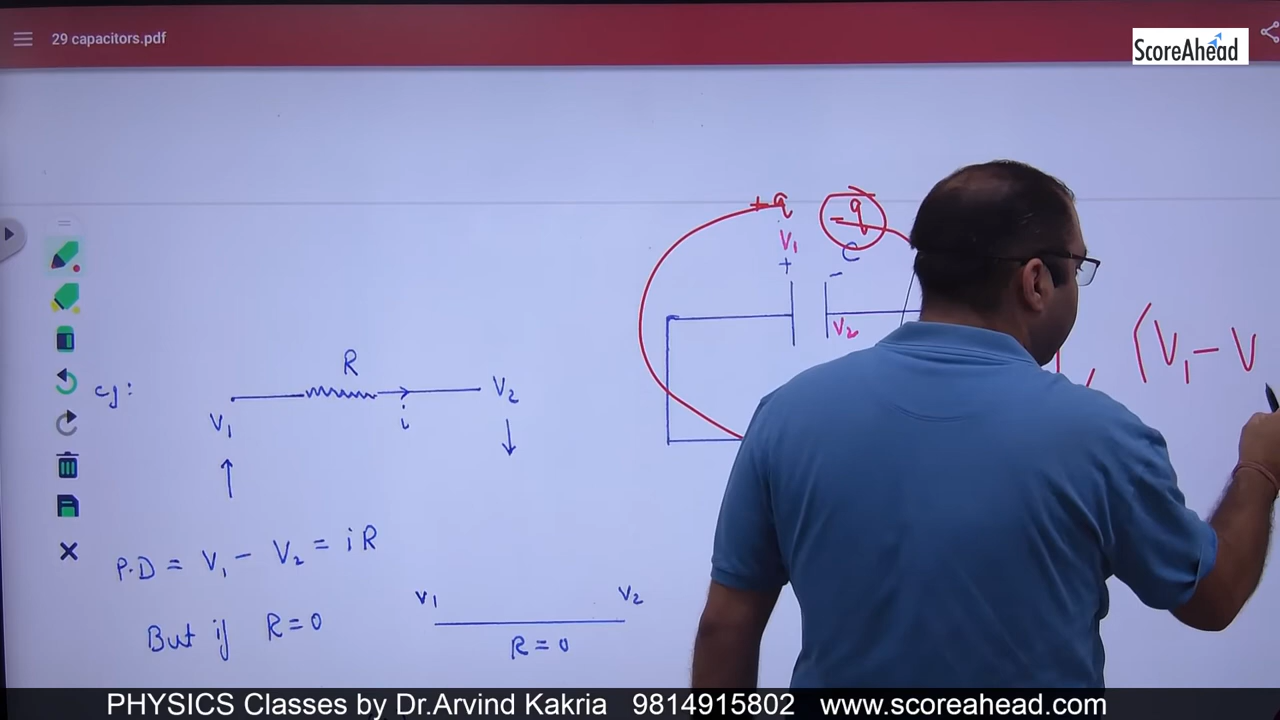 29 capacitors.pdf
ScoreAhead
+q
-q
V1
C
+
-
V2
(V1 - V
R
V1
i
V2
P.D = V1 - V2 = iR
But if R = 0
V1
V2
R = 0
PHYSICS Classes by Dr.Arvind Kakria 9814915802 www.scoreahead.com